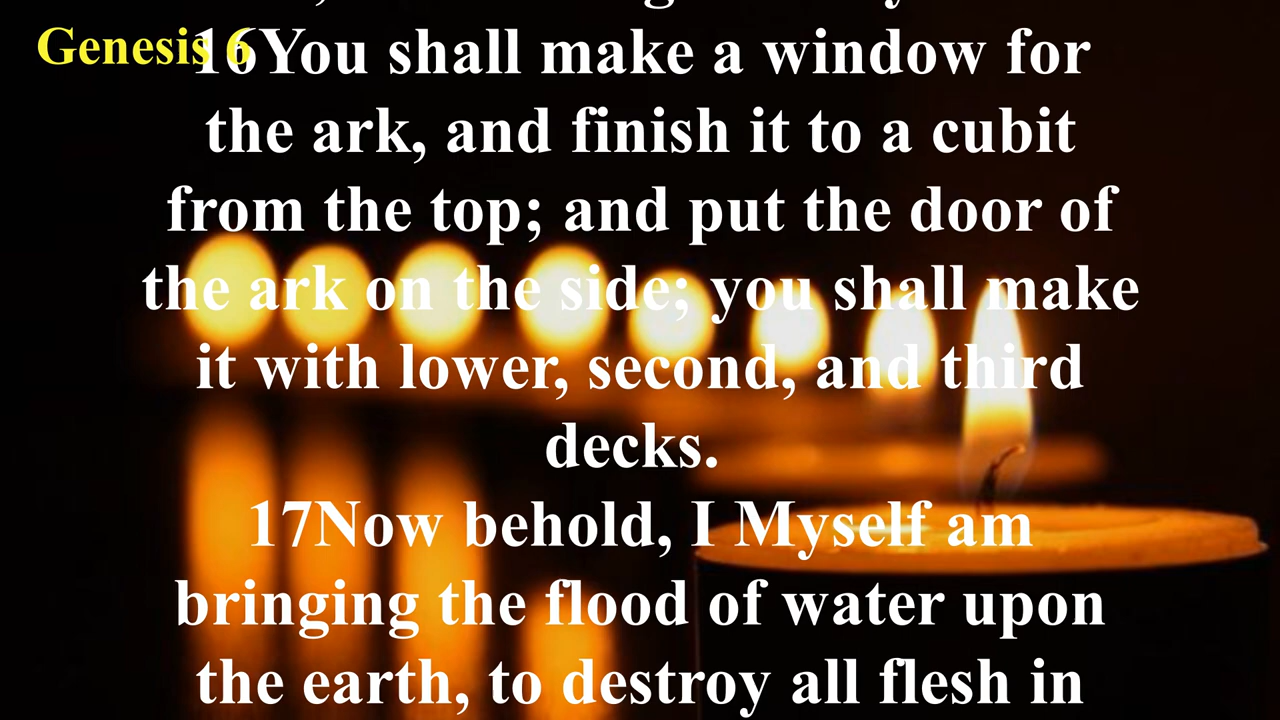 Genesis 6
16You shall make a window for
the ark, and finish it to a cubit
from the top; and put the door of
the ark on the side; you shall make
it with lower, second, and third
decks.
17Now behold, I Myself am
bringing the flood of water upon
the earth, to destroy all flesh in